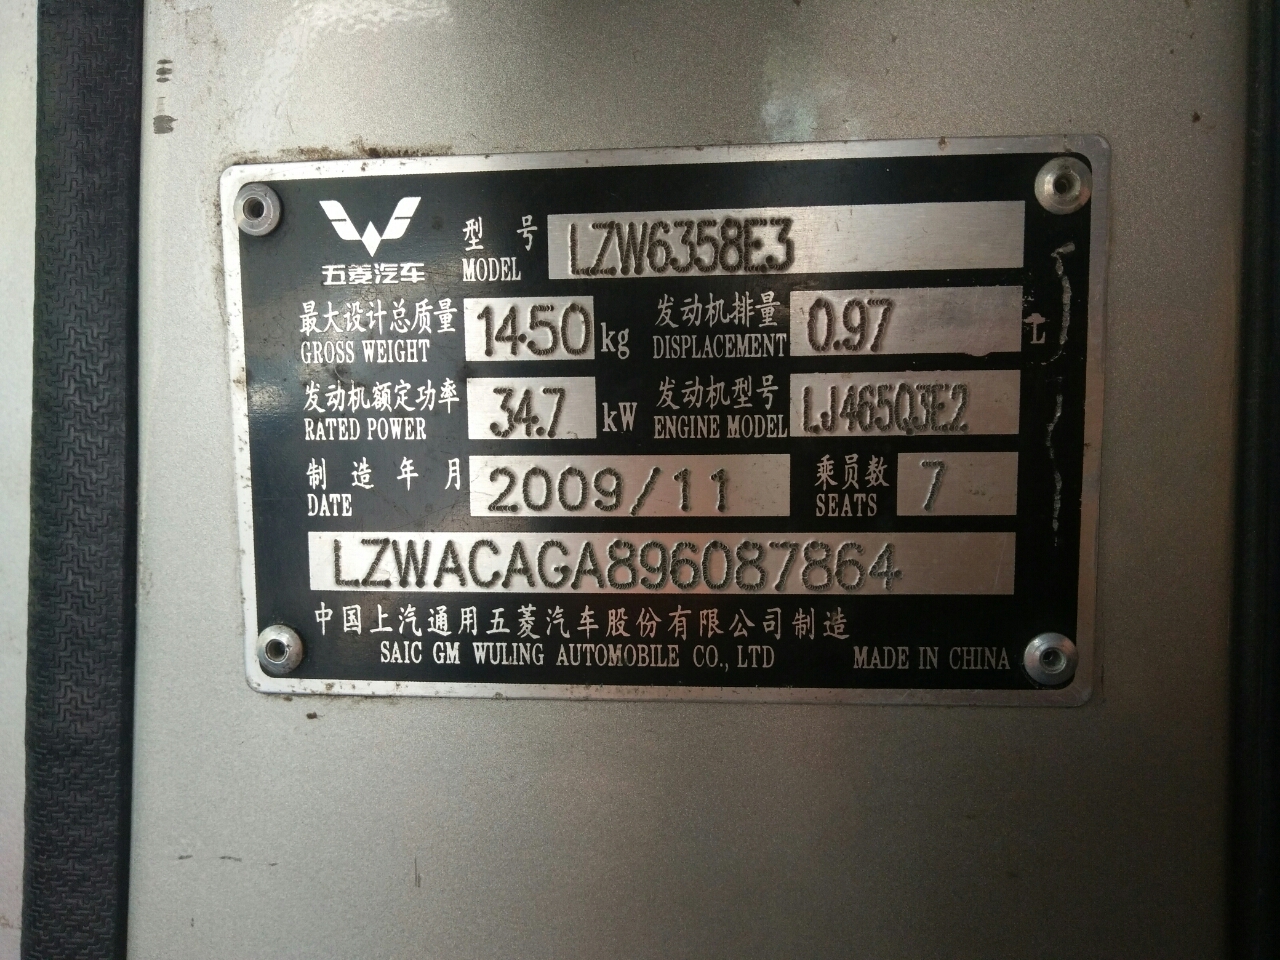 五菱汽车
型号 MODEL LZW6358E3
最大设计总质量 GROSS WEIGHT 1450 kg 发动机排量 DISPLACEMENT 0.97 L
发动机额定功率 RATED POWER 34.7 kW 发动机型号 ENGINE MODEL LJ465Q3E2
制造年月 DATE 2009/11 乘员数 SEATS 7
LZWACAGA896087864
中国上汽通用五菱汽车股份有限公司制造
SAIC GM WULING AUTOMOBILE CO.,LTD MADE IN CHINA